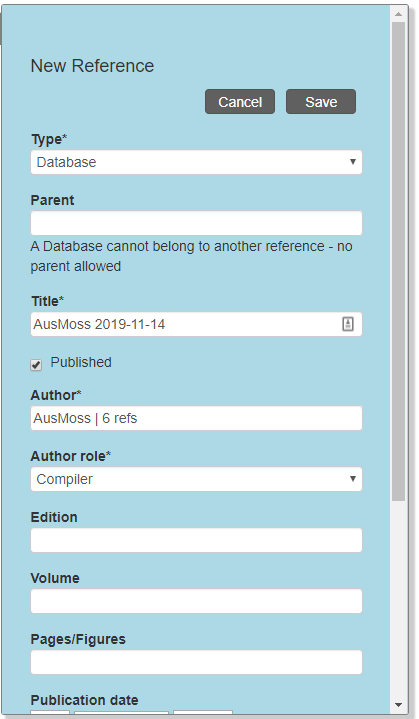 New Reference
Cancel Save
Type*
Database
Parent
A Database cannot belong to another reference - no
parent allowed
Title*
AusMoss 2019-11-14
Published
Author*
AusMoss | 6 refs
Author role*
Compiler
Edition
Volume
Pages/Figures
Publication date